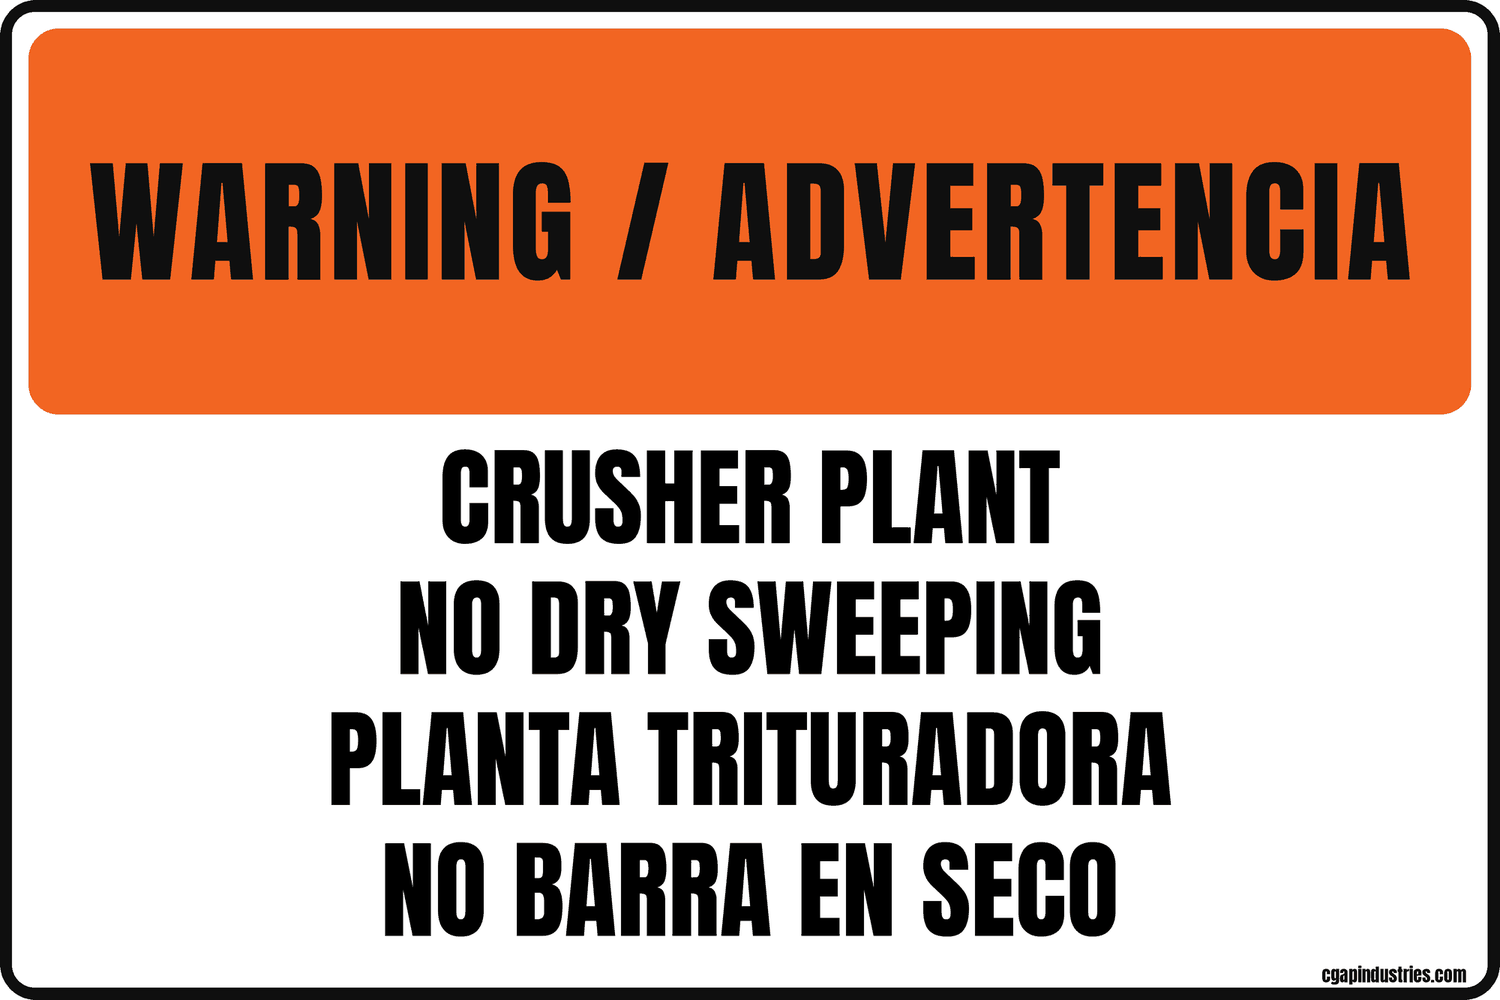 WARNING / ADVERTENCIA
CRUSHER PLANT
NO DRY SWEEPING
PLANTA TRITURADORA
NO BARRA EN SECO
cgapindustries.com